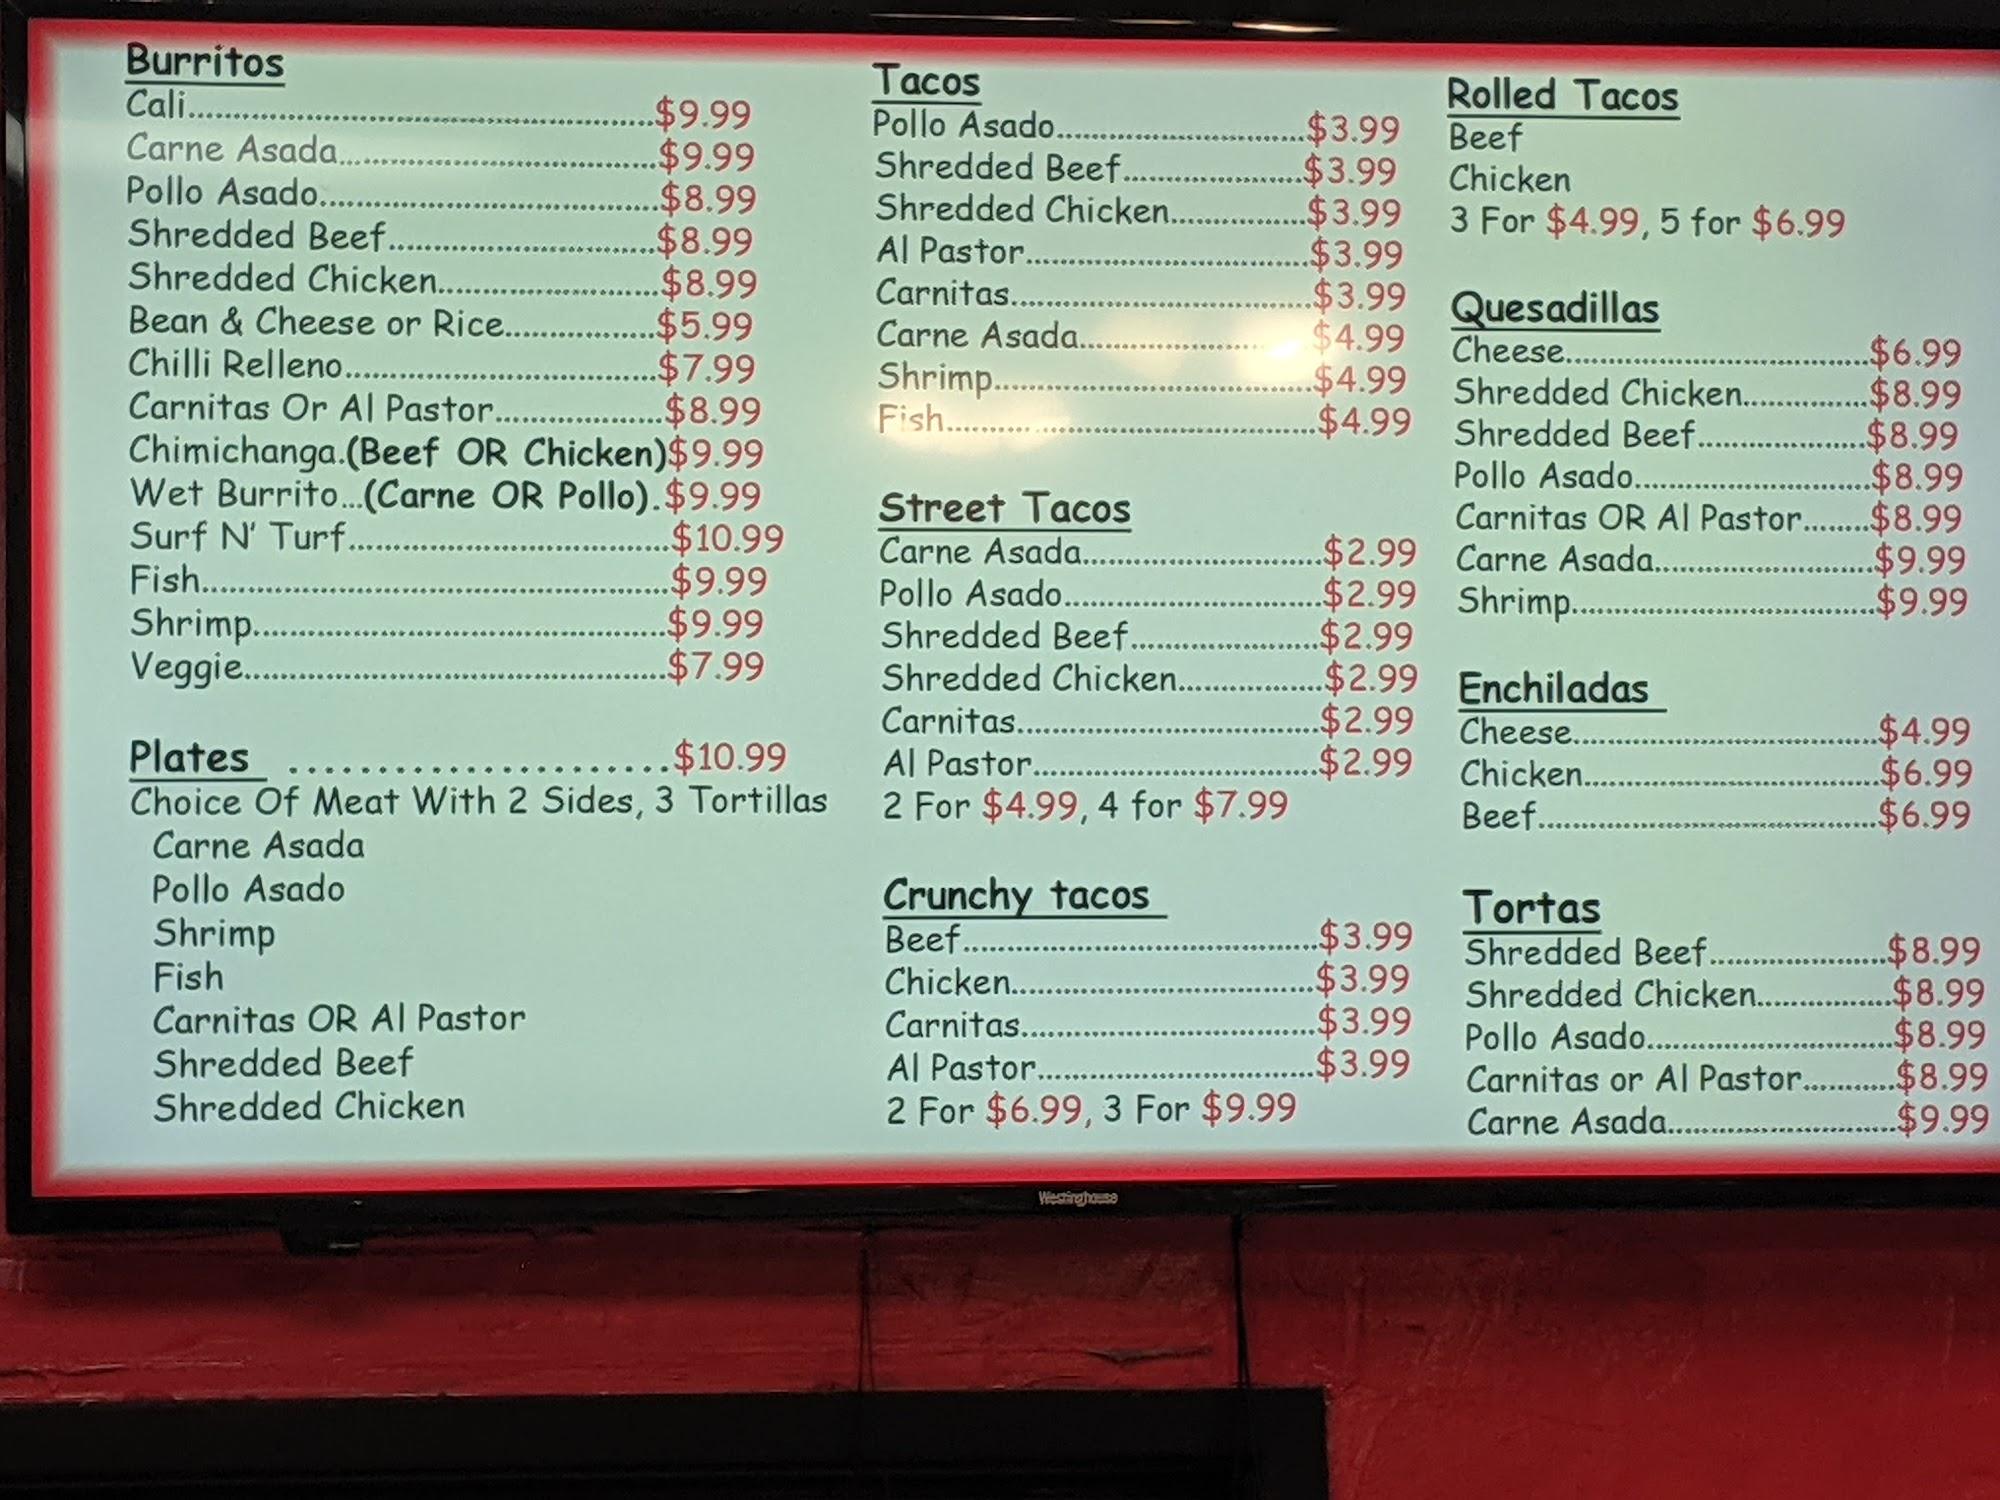 Burritos
Cali..............................$9.99
Carne Asada..............................$9.99
Pollo Asado..............................$8.99
Shredded Beef..............................$8.99
Shredded Chicken..............................$8.99
Bean & Cheese or Rice...............$5.99
Chilli Relleno..............................$7.99
Carnitas Or Al Pastor...............$8.99
Chimichanga.(Beef OR Chicken)$9.99
Wet Burrito...(Carne OR Pollo).$9.99
Surf N' Turf..............................$10.99
Fish..............................$9.99
Shrimp..............................$9.99
Veggie..............................$7.99
Plates ......................$10.99
Choice Of Meat With 2 Sides, 3 Tortillas
Carne Asada
Pollo Asado
Shrimp
Fish
Carnitas OR Al Pastor
Shredded Beef
Shredded Chicken
Tacos
Pollo Asado..............................$3.99
Shredded Beef....................$3.99
Shredded Chicken...............$3.99
Al Pastor..............................$3.99
Carnitas..............................$3.99
Carne Asada..............................$4.99
Shrimp..............................$4.99
Fish..............................$4.99
Street Tacos
Carne Asada..............................$2.99
Pollo Asado..............................$2.99
Shredded Beef....................$2.99
Shredded Chicken...............$2.99
Carnitas..............................$2.99
Al Pastor..............................$2.99
2 For $4.99, 4 for $7.99
Crunchy tacos
Beef..............................$3.99
Chicken..............................$3.99
Carnitas..............................$3.99
Al Pastor..............................$3.99
2 For $6.99, 3 For $9.99
Rolled Tacos
Beef
Chicken
3 For $4.99, 5 for $6.99
Quesadillas
Cheese..............................$6.99
Shredded Chicken.............$8.99
Shredded Beef..................$8.99
Pollo Asado.........................$8.99
Carnitas OR Al Pastor.......$8.99
Carne Asada.......................$9.99
Shrimp..............................$9.99
Enchiladas
Cheese..............................$4.99
Chicken..............................$6.99
Beef..............................$6.99
Tortas
Shredded Beef...................$8.99
Shredded Chicken..............$8.99
Pollo Asado.........................$8.99
Carnitas or Al Pastor..........$8.99
Carne Asada.......................$9.99
Westinghouse